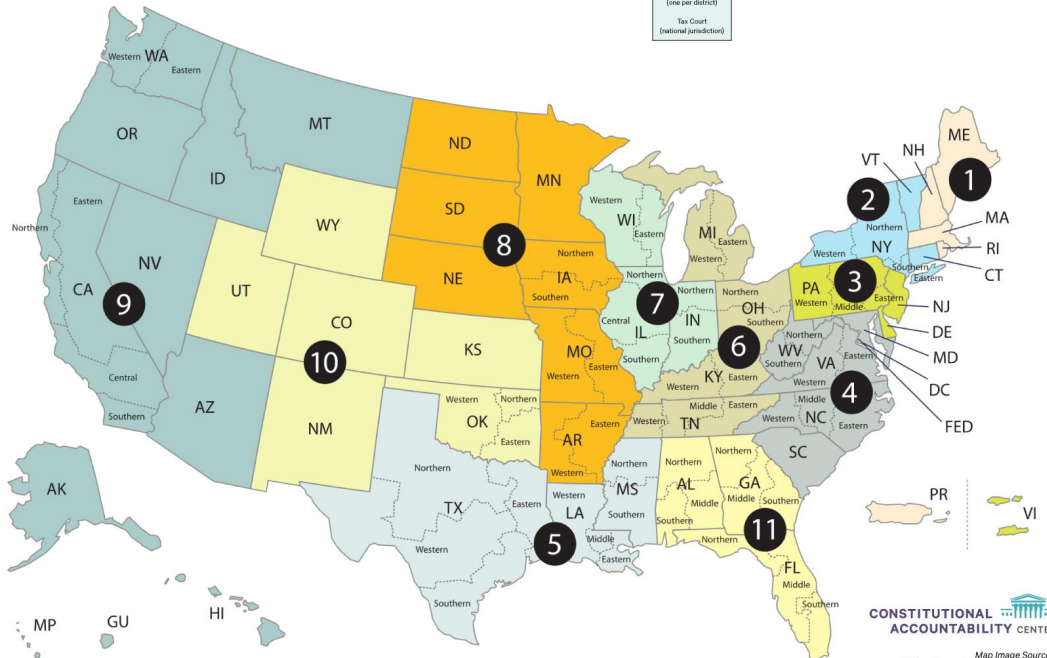 (one per district)
Tax Court
(national jurisdiction)
Western WA Eastern
OR
MT
ID
Northern
Eastern
NV
CA
9
Central
Southern
AZ
AK
HI
MP
GU
WY
UT
CO
10
KS
NM
Western
Northern
OK
Eastern
ND
MN
SD
8
NE
Northern
IA
Southern
MO
Western
Eastern
Eastern
AR
Western
Northern
TX
Eastern
Western
Southern
5
Western
LA
Middle
Eastern
Northern
MS
Southern
Western
WI
Eastern
Northern
7
Central
IL
Southern
Northern
IN
Southern
MI
Eastern
Western
Northern
OH
Southern
6
KY
Western
Eastern
Middle
Eastern
Western
TN
Northern
AL
Middle
Southern
Northern
GA
Middle
Southern
11
Northern
FL
Middle
Southern
Northern
WV
Southern
VA
Eastern
Western
4
Middle
Western
NC
Eastern
SC
PA
3
Western
Middle
Eastern
2
Northern
Western
NY
Southern
Eastern
VT
NH
ME
1
MA
RI
CT
NJ
DE
MD
DC
FED
PR
VI
CONSTITUTIONAL
ACCOUNTABILITY CENTE
Map Image Source